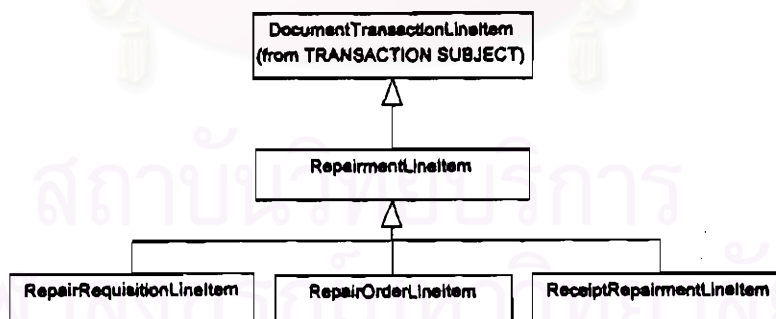 DocumentTransactionLineItem
(from TRANSACTION SUBJECT)
RepairmentLineItem
สถาบันวิทยบริการ
RepairRequisitionLineItem
RepairOrderLineItem
ReceiptRepairmentLineItem